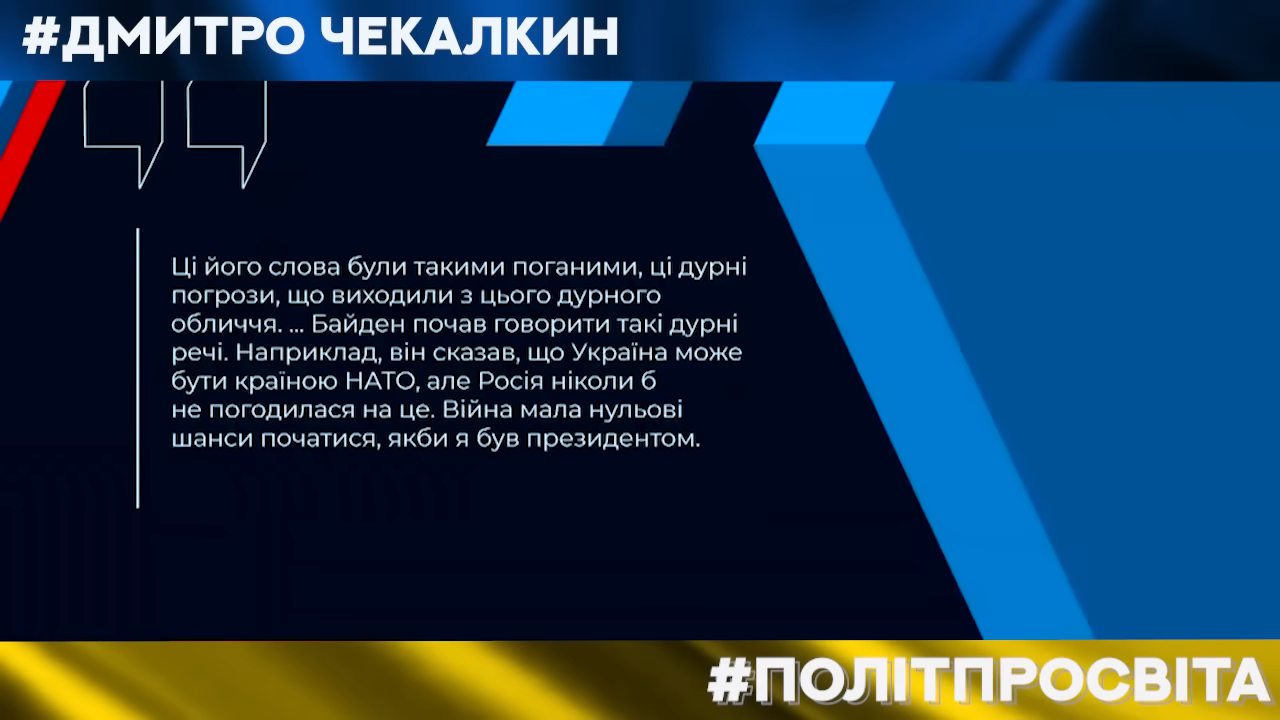 #ДМИТРО ЧЕКАЛКИН
Ці його слова були такими поганими, ці дурні
погрози, що виходили з цього дурного
обличчя. ... Байден почав говорити такі дурні
речі. Наприклад, він сказав, що Україна може
бути країною НАТО, але Росія ніколи б
не погодилася на це. Війна мала нульові
шанси початися, якби я був президентом.
#ПОЛІТПРОСВІТА